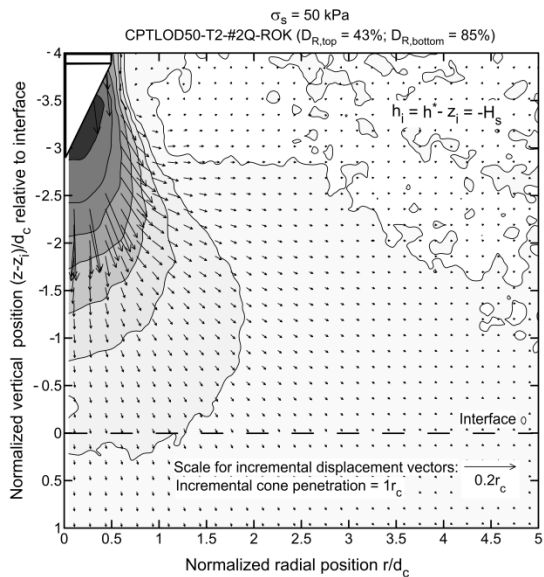 σs = 50 kPa
CPTLOD50-T2-#2Q-ROK (DR,top = 43%; DR,bottom = 85%)
Normalized vertical position (z-zi)/dc relative to interface
-4
-3.5
-3
-2.5
-2
-1.5
-1
-0.5
0
0.5
1
hi = h*- zi = -Hs
Interface
Scale for incremental displacement vectors:
Incremental cone penetration = 1rc
0.2rc
0 0.5 1 1.5 2 2.5 3 3.5 4 4.5 5
Normalized radial position r/dc